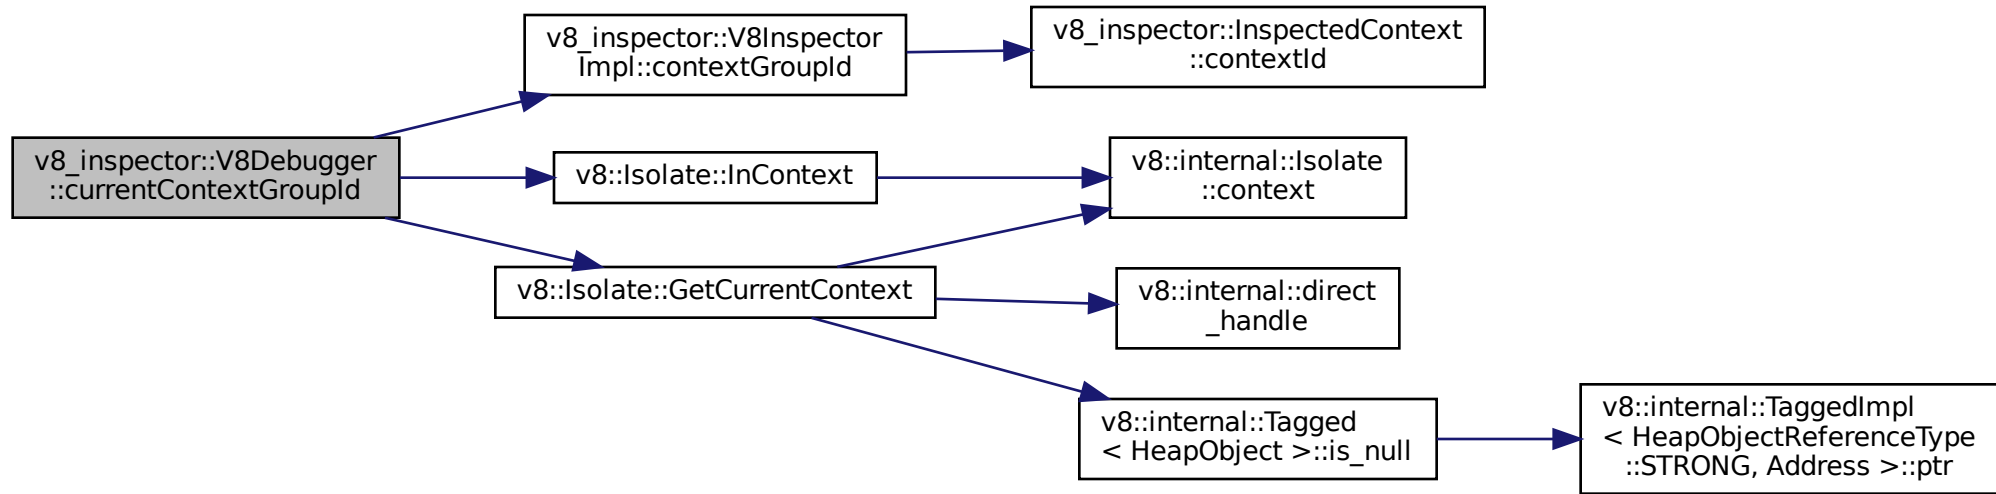 v8_inspector::V8Debugger
::currentContextGroupId
v8_inspector::V8Inspector
Impl::contextGroupId
v8_inspector::InspectedContext
::contextId
v8::Isolate::InContext
v8::internal::Isolate
::context
v8::Isolate::GetCurrentContext
v8::internal::direct
_handle
v8::internal::Tagged
< HeapObject >::is_null
v8::internal::TaggedImpl
< HeapObjectReferenceType
::STRONG, Address >::ptr